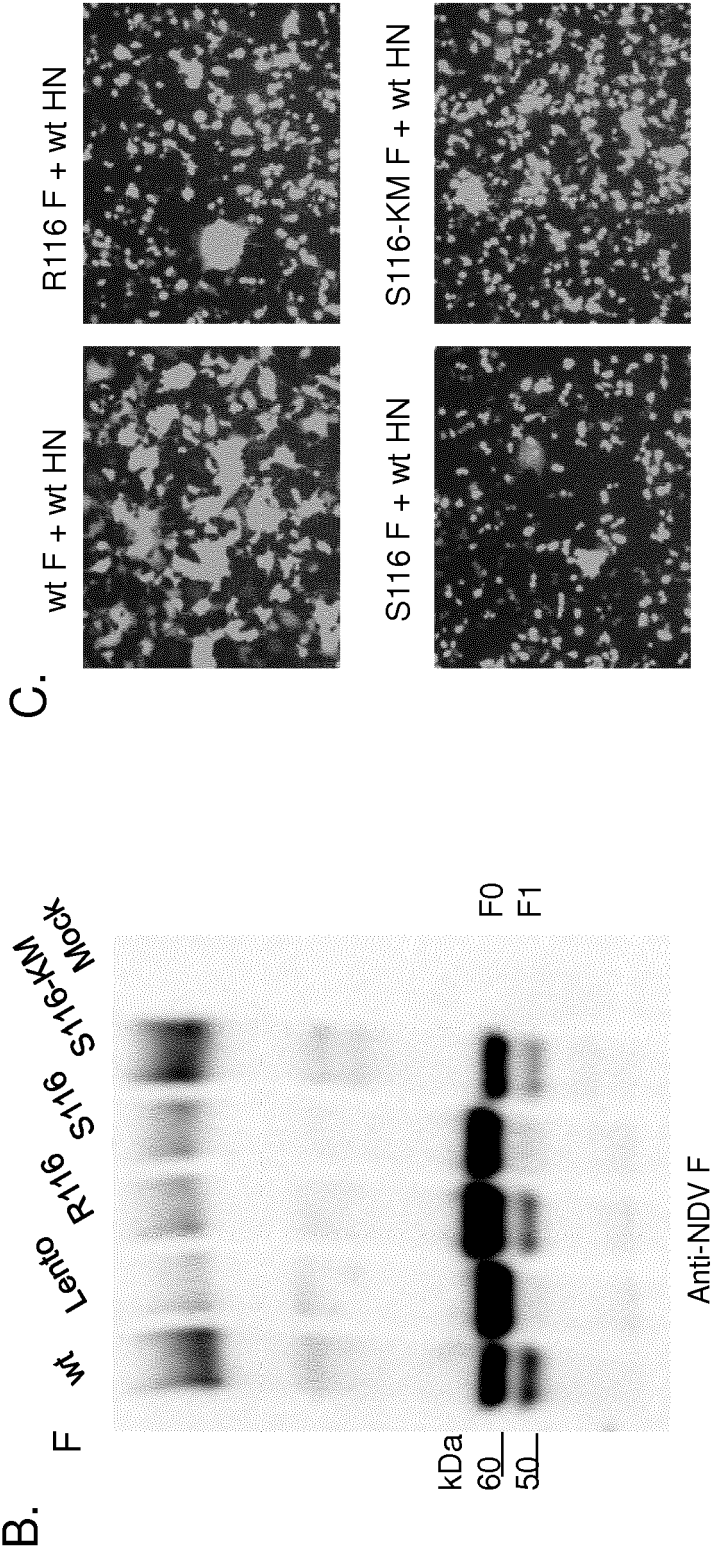 B.
F wt Lento R116 S116 S116-KM Mock
kDa
60
50
F0
F1
Anti-NDV F
C.
wt F + wt HN
R116 F + wt HN
S116 F + wt HN
S116-KM F + wt HN